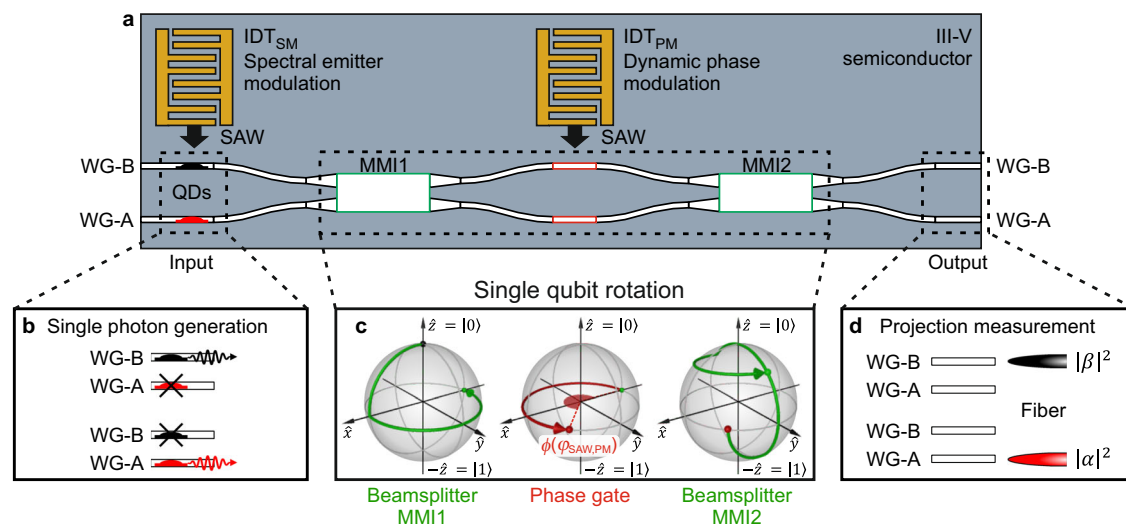 a
IDT_SM
Spectral emitter
modulation
SAW
IDT_PM
Dynamic phase
modulation
SAW
III-V
semiconductor
WG-B
WG-A
QDs
MMI1
MMI2
WG-B
WG-A
Input
Output
Single qubit rotation
b Single photon generation
WG-B
WG-A
WG-B
WG-A
c
ẑ = |0⟩
x̂
ŷ
−ẑ = |1⟩
ẑ = |0⟩
x̂
ŷ
ϕ(φ_SAW,PM)
−ẑ = |1⟩
ẑ = |0⟩
x̂
ŷ
−ẑ = |1⟩
Beamsplitter
MMI1
Phase gate
Beamsplitter
MMI2
d Projection measurement
WG-B
WG-A
|β|²
Fiber
WG-B
WG-A
|α|²